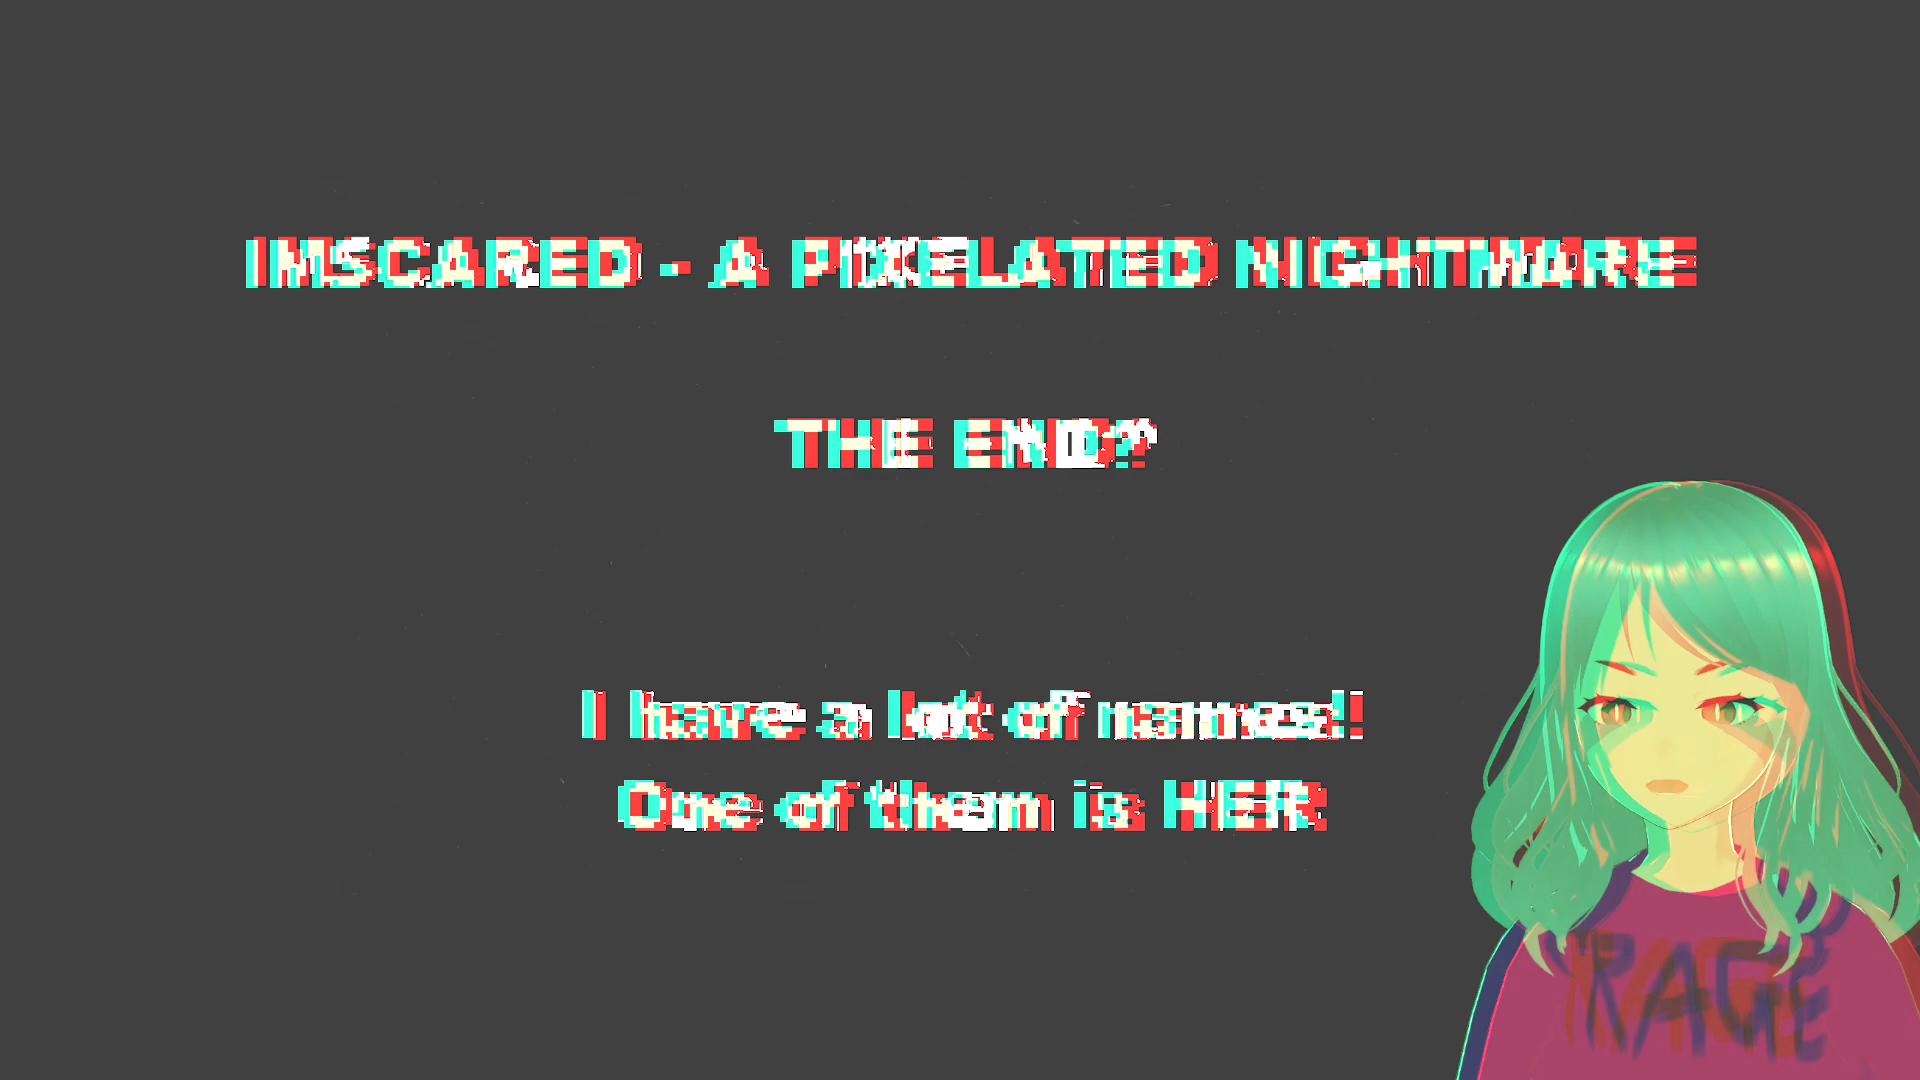 IMSCARED - A PIXELATED NIGHTMARE
THE END?
I have a lot of names!
One of them is HER
RAGE